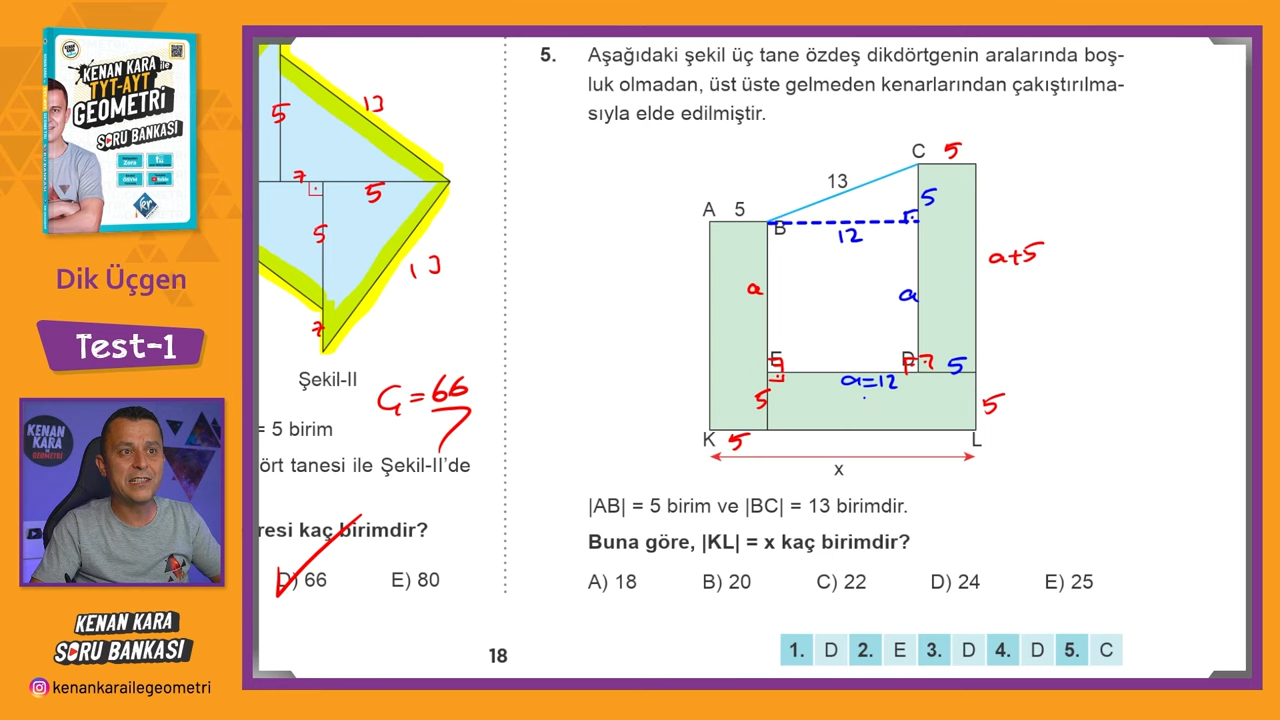 KENAN KARA ile
TYT-AYT
GEOMETRİ
SORU BANKASI
Dik Üçgen
Test-1
KENAN
KARA
GEOMETRİ
KENAN KARA
SORU BANKASI
kenankarailegeometri
5
13
7
5
5
13
7
Şekil-II
Ç = 66
= 5 birim
ört tanesi ile Şekil-II'de
resi kaç birimdir?
D) 66 E) 80
18
5. Aşağıdaki şekil üç tane özdeş dikdörtgenin aralarında boş-
luk olmadan, üst üste gelmeden kenarlarından çakıştırılma-
sıyla elde edilmiştir.
C 5
13
5
A 5
B
12
a+5
a
a
E D
a=12 5
5 5
K 5 L
x
|AB| = 5 birim ve |BC| = 13 birimdir.
Buna göre, |KL| = x kaç birimdir?
A) 18 B) 20 C) 22 D) 24 E) 25
1. D 2. E 3. D 4. D 5. C